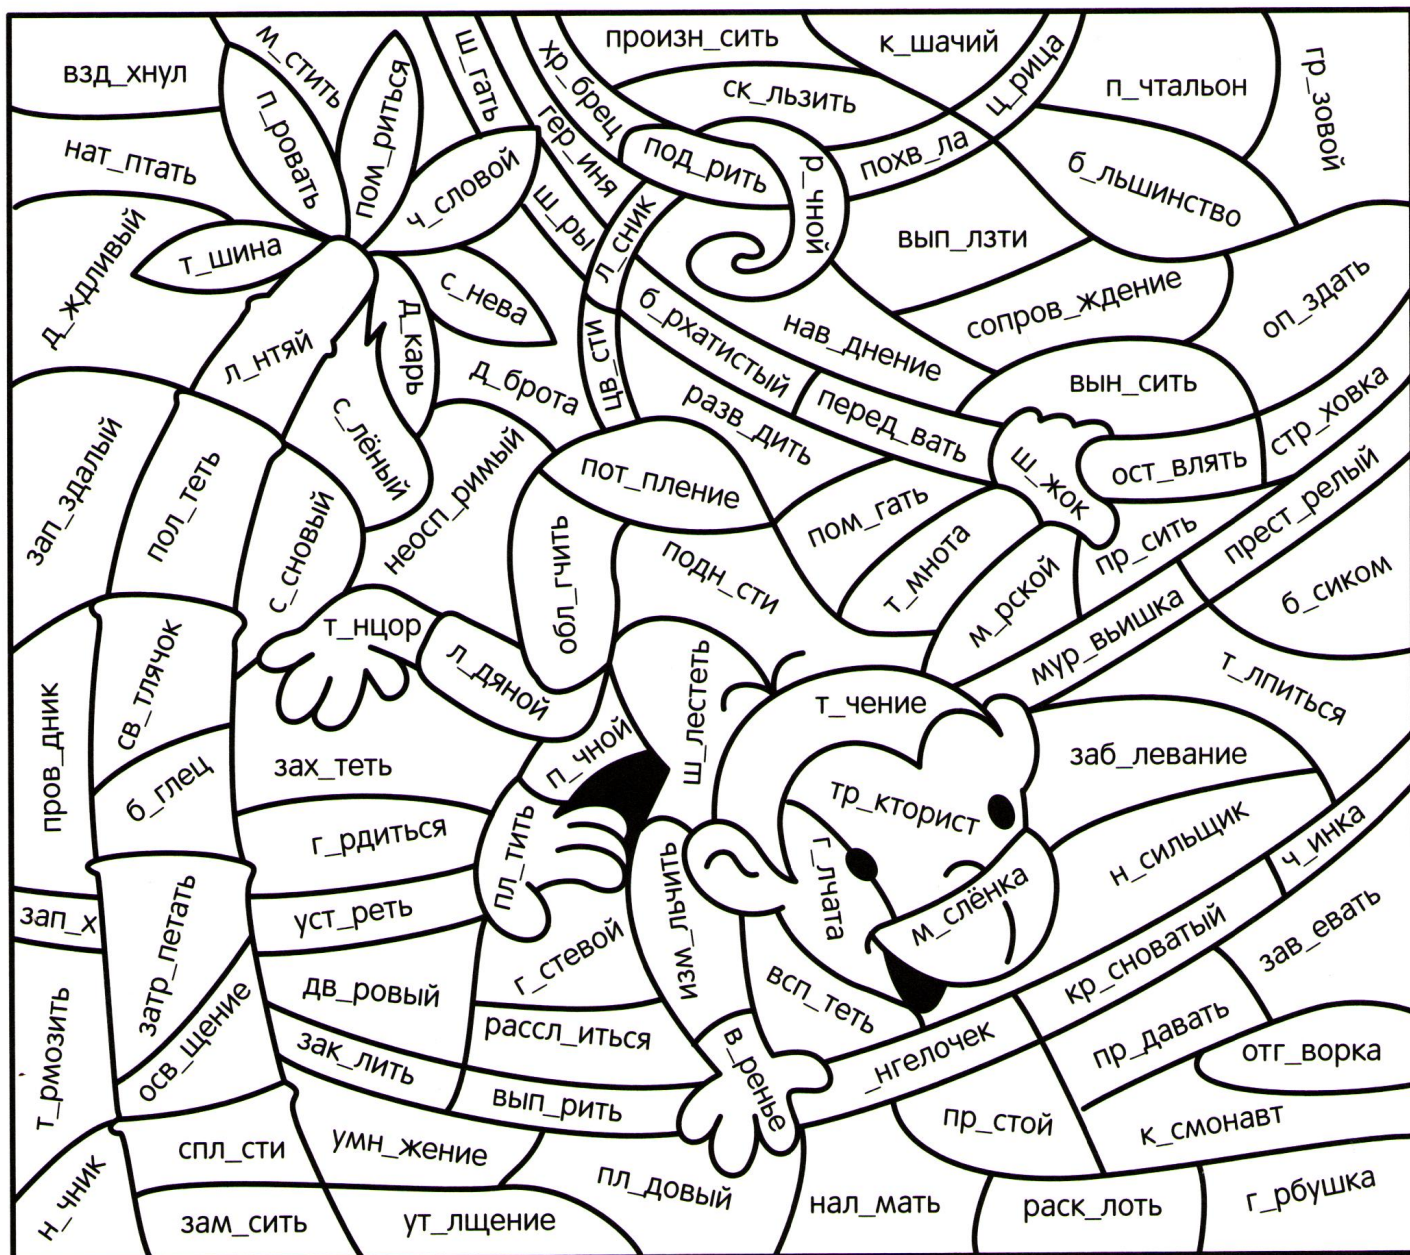 взд_хнул
м_стить
п_ровать
пом_риться
ш_гать
хр_брец
произн_сить
к_шачий
ц_рица
п_чтальон
гр_зовой
ск_льзить
нат_птать
ч_словой
гер_иня
под_рить
р_чной
похв_ла
б_льшинство
т_шина
ш_ры
л_сник
вып_лзти
д_ждливый
с_нева
д_карь
л_нтяй
б_рхатистый
нав_днение
сопров_ждение
оп_здать
цв_сти
д_брота
вын_сить
зап_здалый
с_лёный
разв_дить
перед_вать
ш_жок
ост_влять
стр_ховка
пол_теть
с_сновый
неосп_римый
пот_пление
обл_гчить
подн_сти
пом_гать
т_мнота
м_рской
пр_сить
прест_релый
б_сиком
т_нцор
л_дяной
св_тлячок
мур_вьишка
т_лпиться
ш_лестеть
т_чение
п_чной
пров_дник
б_глец
зах_теть
заб_левание
тр_кторист
г_рдиться
пл_тить
г_лчата
м_слёнка
н_сильщик
ч_инка
зап_х
уст_реть
изм_льчить
затр_петать
г_стевой
кр_сноватый
зав_евать
дв_ровый
всп_теть
т_рмозить
осв_щение
рассл_иться
зак_лить
в_ренье
_нгелочек
пр_давать
отг_ворка
вып_рить
пр_стой
к_смонавт
н_чник
спл_сти
умн_жение
пл_довый
нал_мать
раск_лоть
г_рбушка
зам_сить
ут_лщение